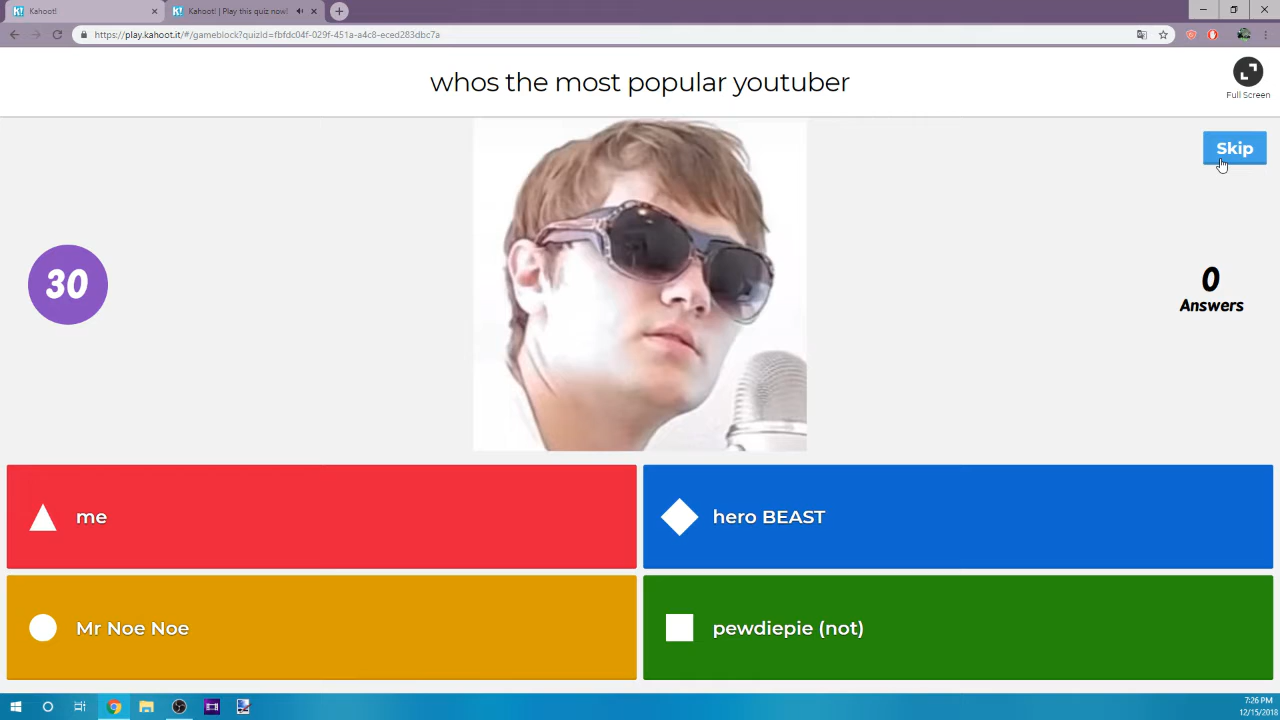 Kahoot!
Kahoot! | Play this quiz now!
https://play.kahoot.it/#/gameblock?quizId=fbfdc04f-029f-451a-a4c8-eced283dbc7a
whos the most popular youtuber
Full Screen
Skip
30
0
Answers
me
hero BEAST
Mr Noe Noe
pewdiepie (not)
7:26 PM
12/15/2018